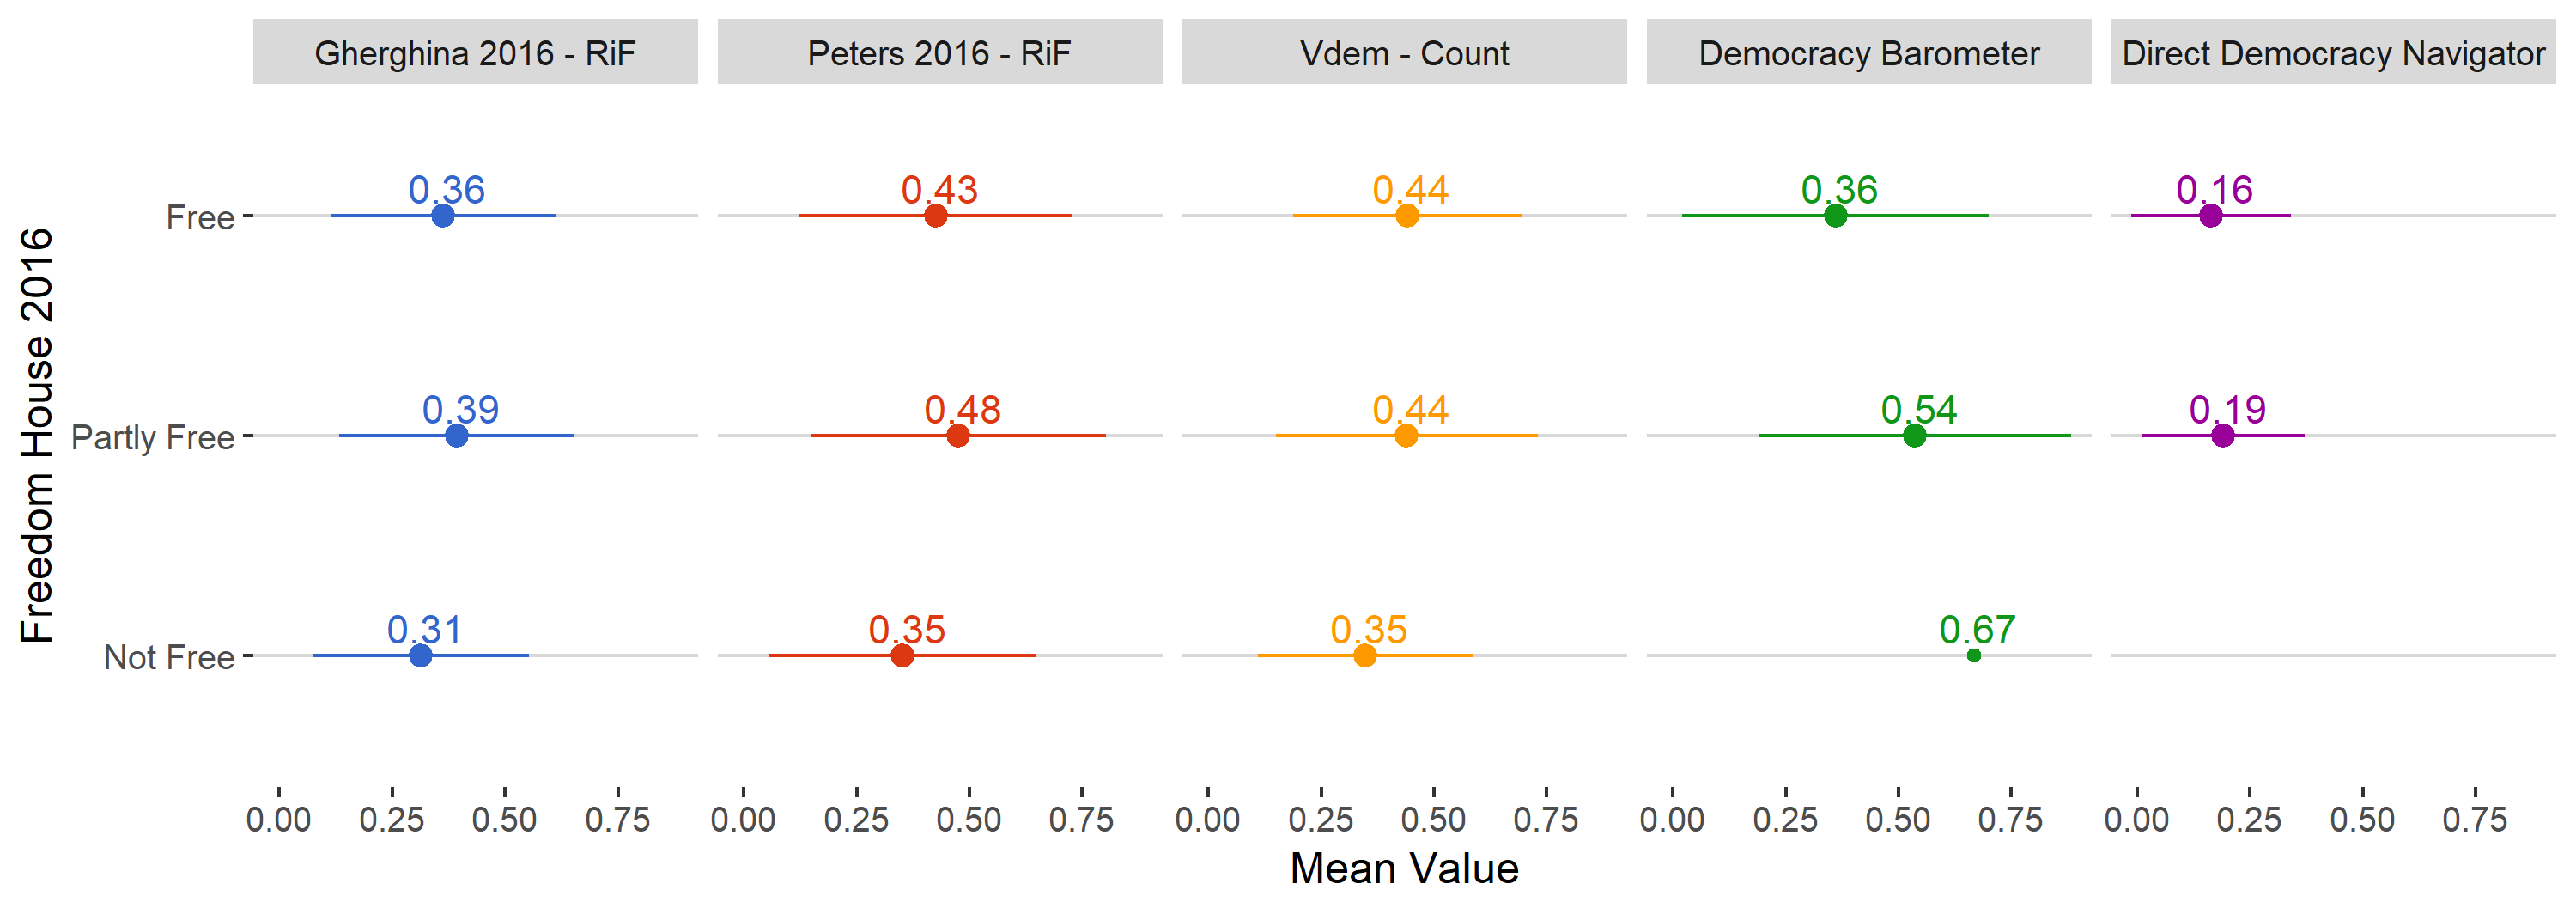 Gherghina 2016 - RiF
Peters 2016 - RiF
Vdem - Count
Democracy Barometer
Direct Democracy Navigator
Freedom House 2016
Free
0.36
0.43
0.44
0.36
0.16
Partly Free
0.39
0.48
0.44
0.54
0.19
Not Free
0.31
0.35
0.35
0.67
0.00 0.25 0.50 0.75
0.00 0.25 0.50 0.75
0.00 0.25 0.50 0.75
0.00 0.25 0.50 0.75
0.00 0.25 0.50 0.75
Mean Value